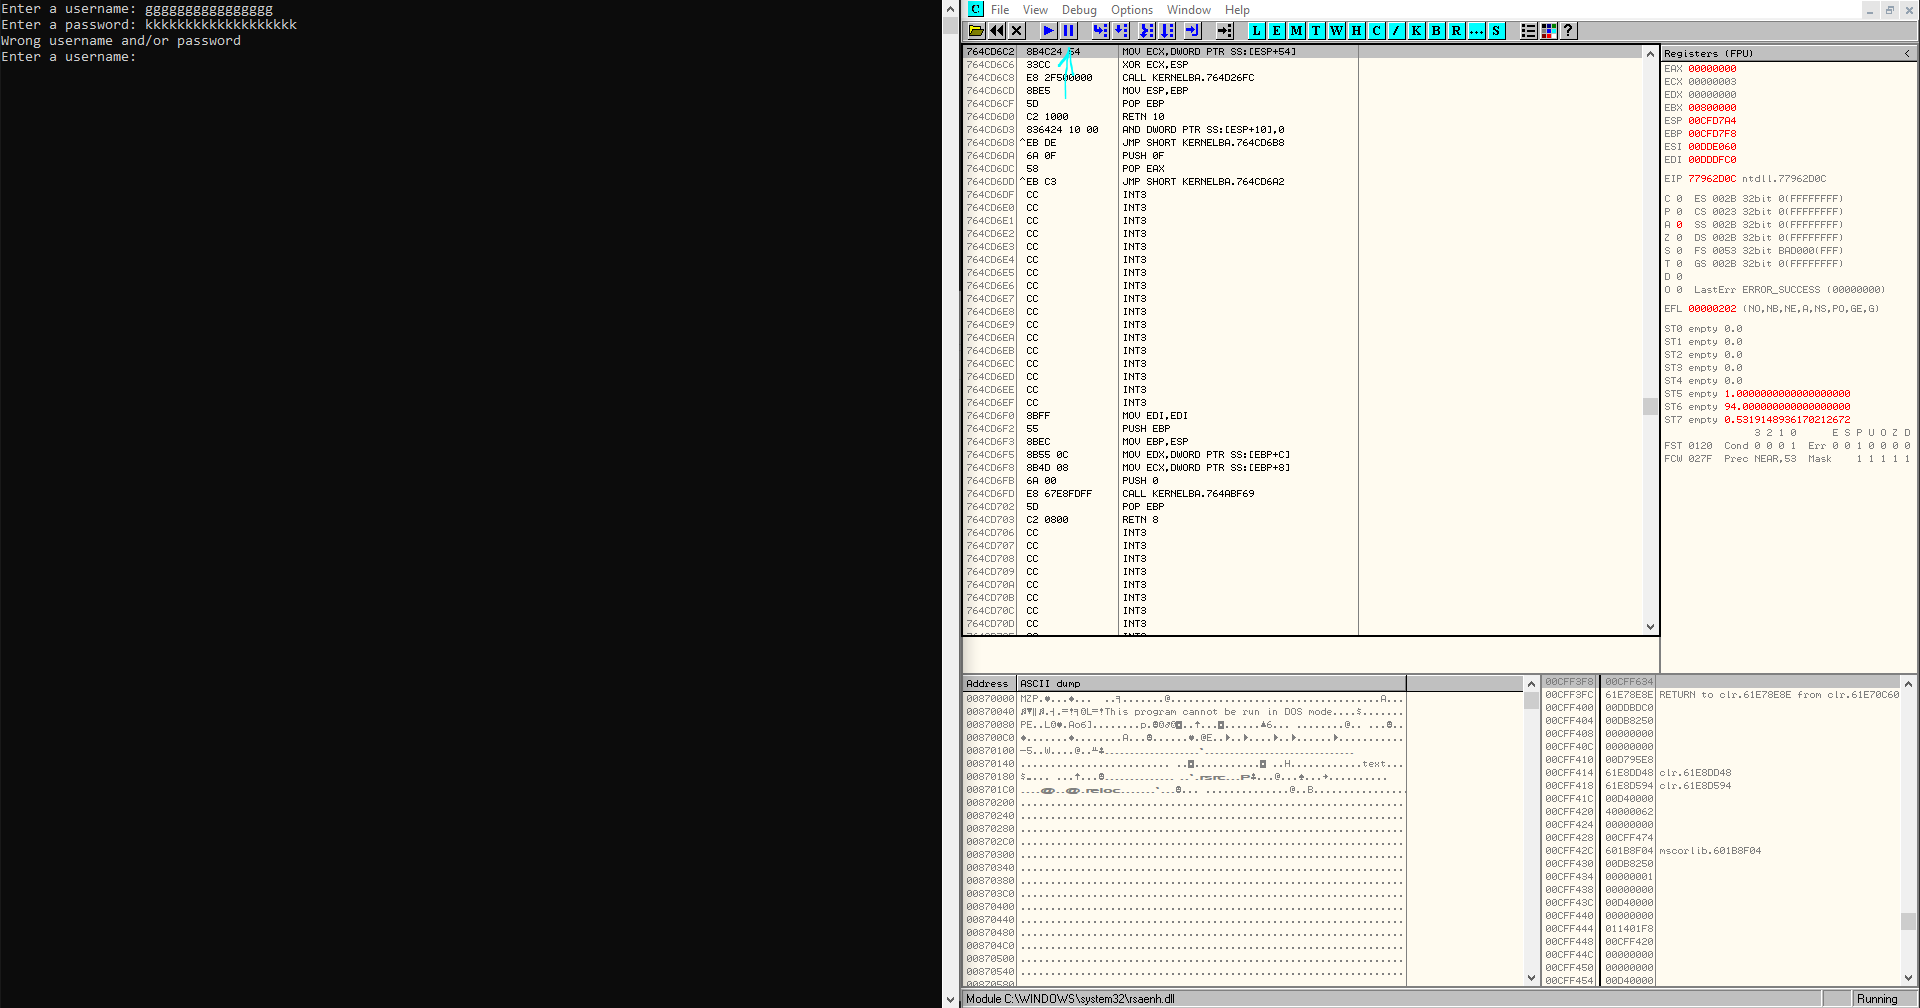 Enter a username: gggggggggggggggg
Enter a password: kkkkkkkkkkkkkkkkkkk
Wrong username and/or password
Enter a username:
C File View Debug Options Window Help
L E M T W H C / K B R ... S ?
764CD6C2 8B4C24 54 MOV ECX,DWORD PTR SS:[ESP+54]
764CD6C6 33CC XOR ECX,ESP
764CD6C8 E8 2F500000 CALL KERNELBA.764D26FC
764CD6CD 8BE5 MOV ESP,EBP
764CD6CF 5D POP EBP
764CD6D0 C2 1000 RETN 10
764CD6D3 836424 10 00 AND DWORD PTR SS:[ESP+10],0
764CD6D8 ^EB DE JMP SHORT KERNELBA.764CD6B8
764CD6DA 6A 0F PUSH 0F
764CD6DC 58 POP EAX
764CD6DD ^EB C3 JMP SHORT KERNELBA.764CD6A2
764CD6DF CC INT3
764CD6E0 CC INT3
764CD6E1 CC INT3
764CD6E2 CC INT3
764CD6E3 CC INT3
764CD6E4 CC INT3
764CD6E5 CC INT3
764CD6E6 CC INT3
764CD6E7 CC INT3
764CD6E8 CC INT3
764CD6E9 CC INT3
764CD6EA CC INT3
764CD6EB CC INT3
764CD6EC CC INT3
764CD6ED CC INT3
764CD6EE CC INT3
764CD6EF CC INT3
764CD6F0 8BFF MOV EDI,EDI
764CD6F2 55 PUSH EBP
764CD6F3 8BEC MOV EBP,ESP
764CD6F5 8B55 0C MOV EDX,DWORD PTR SS:[EBP+C]
764CD6F8 8B4D 08 MOV ECX,DWORD PTR SS:[EBP+8]
764CD6FB 6A 00 PUSH 0
764CD6FD E8 67E8FDFF CALL KERNELBA.764ABF69
764CD702 5D POP EBP
764CD703 C2 0800 RETN 8
764CD706 CC INT3
764CD707 CC INT3
764CD708 CC INT3
764CD709 CC INT3
764CD70A CC INT3
764CD70B CC INT3
764CD70C CC INT3
764CD70D CC INT3
Registers (FPU) <
EAX 00000000
ECX 00000003
EDX 00000000
EBX 00800000
ESP 00CFD7A4
EBP 00CFD7F8
ESI 00DDE060
EDI 00DDDFC0
EIP 77962D0C ntdll.77962D0C
C 0 ES 002B 32bit 0(FFFFFFFF)
P 0 CS 0023 32bit 0(FFFFFFFF)
A 0 SS 002B 32bit 0(FFFFFFFF)
Z 0 DS 002B 32bit 0(FFFFFFFF)
S 0 FS 0053 32bit BAD000(FFF)
T 0 GS 002B 32bit 0(FFFFFFFF)
D 0
O 0 LastErr ERROR_SUCCESS (00000000)
EFL 00000202 (NO,NB,NE,A,NS,PO,GE,G)
ST0 empty 0.0
ST1 empty 0.0
ST2 empty 0.0
ST3 empty 0.0
ST4 empty 0.0
ST5 empty 1.0000000000000000000
ST6 empty 94.000000000000000000
ST7 empty 0.5319148936170212672
3 2 1 0 E S P U O Z D
FST 0120 Cond 0 0 0 1 Err 0 0 1 0 0 0 0
FCW 027F Prec NEAR,53 Mask 1 1 1 1 1
Address ASCII dump
00870000 MZP
00870040 This program cannot be run in DOS mode....$
00870080 PE..L
008700C0
00870100
00870140 .text...
00870180 .rsrc
008701C0 @..@.reloc
00870200
00870240
00870280
008702C0
00870300
00870340
00870380
008703C0
00870400
00870440
00870480
008704C0
00870500
00870540
00CFF3F8 00CFF634
00CFF3FC 61E78E8E RETURN to clr.61E78E8E from clr.61E70C60
00CFF400 00DDBDC0
00CFF404 00DB8250
00CFF408 00000000
00CFF40C 00000000
00CFF410 00D795E8
00CFF414 61E8DD48 clr.61E8DD48
00CFF418 61E8D594 clr.61E8D594
00CFF41C 00D40000
00CFF420 40000062
00CFF424 00000000
00CFF428 00CFF474
00CFF42C 601B8F04 mscorlib.601B8F04
00CFF430 00DB8250
00CFF434 00000001
00CFF438 00000000
00CFF43C 00D40000
00CFF440 00000000
00CFF444 011401F8
00CFF448 00CFF420
00CFF44C 00000000
00CFF450 00000000
00CFF454 00D40000
Module C:\WINDOWS\system32\rsaenh.dll
Running